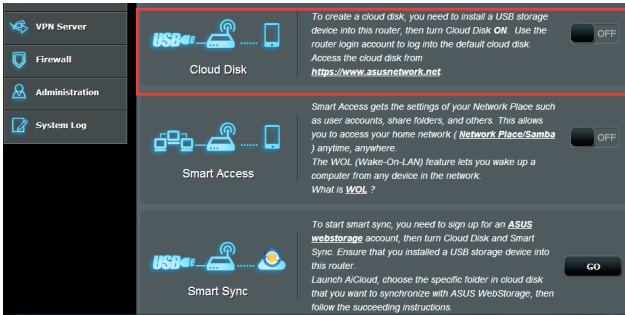 VPN Server
Firewall
Administration
System Log
USB
Cloud Disk
To create a cloud disk, you need to install a USB storage
device into this router, then turn Cloud Disk ON. Use the
router login account to log into the default cloud disk.
Access the cloud disk from
https://www.asusnetwork.net.
OFF
Smart Access
Smart Access gets the settings of your Network Place such
as user accounts, share folders, and others. This allows
you to access your home network ( Network Place/Samba
) anytime, anywhere.
The WOL (Wake-On-LAN) feature lets you wake up a
computer from any device in the network.
What is WOL ?
OFF
USB
Smart Sync
To start smart sync, you need to sign up for an ASUS
webstorage account, then turn Cloud Disk and Smart
Sync. Ensure that you installed a USB storage device into
this router.
Launch AiCloud, choose the specific folder in cloud disk
that you want to synchronize with ASUS WebStorage, then
follow the succeeding instructions.
GO